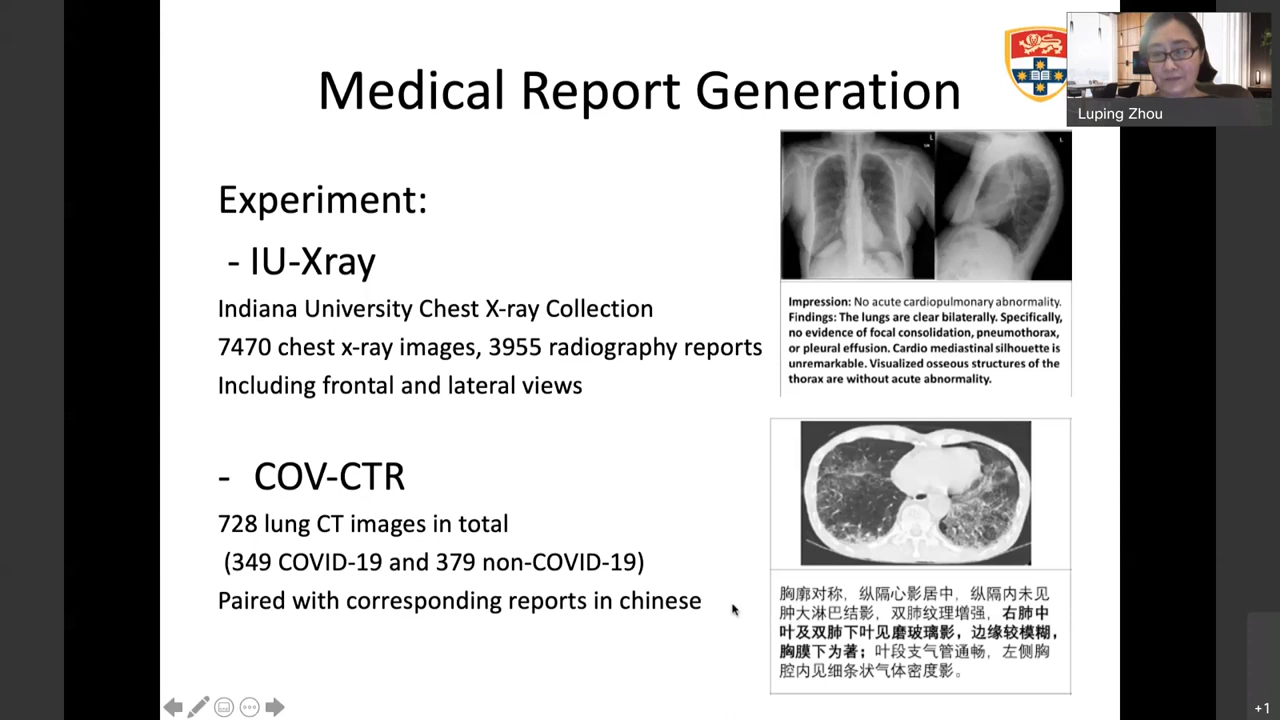 Medical Report Generation
Luping Zhou
Experiment:
- IU-Xray
Indiana University Chest X-ray Collection
7470 chest x-ray images, 3955 radiography reports
Including frontal and lateral views
Impression: No acute cardiopulmonary abnormality.
Findings: The lungs are clear bilaterally. Specifically,
no evidence of focal consolidation, pneumothorax,
or pleural effusion. Cardio mediastinal silhouette is
unremarkable. Visualized osseous structures of the
thorax are without acute abnormality.
- COV-CTR
728 lung CT images in total
(349 COVID-19 and 379 non-COVID-19)
Paired with corresponding reports in chinese
胸廓对称，纵隔心影居中，纵隔内未见
肿大淋巴结影，双肺纹理增强，右肺中
叶及双肺下叶见磨玻璃影，边缘较模糊，
胸膜下为著；叶段支气管通畅，左侧胸
腔内见细条状气体密度影。
+1